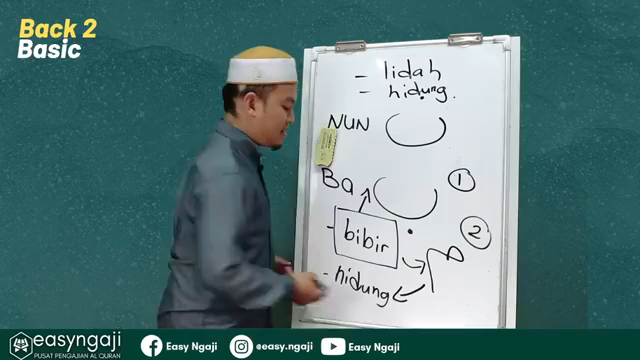 Back 2
Basic
- lidah
- hidung.
NUN
Ba
1
- bibir
2
- hidung
easyngaji
PUSAT PENGAJIAN AL QURAN
Easy Ngaji
@easy.ngaji
Easy Ngaji